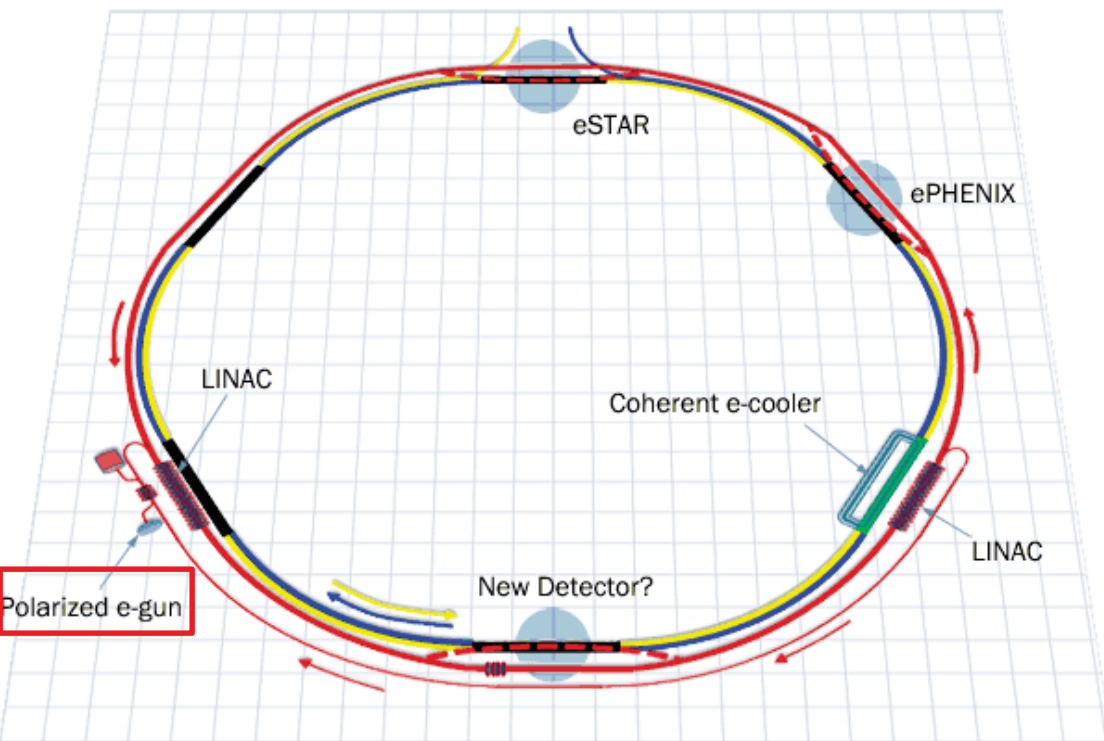 eSTAR
ePHENIX
LINAC
Coherent e-cooler
LINAC
New Detector?
Polarized e-gun